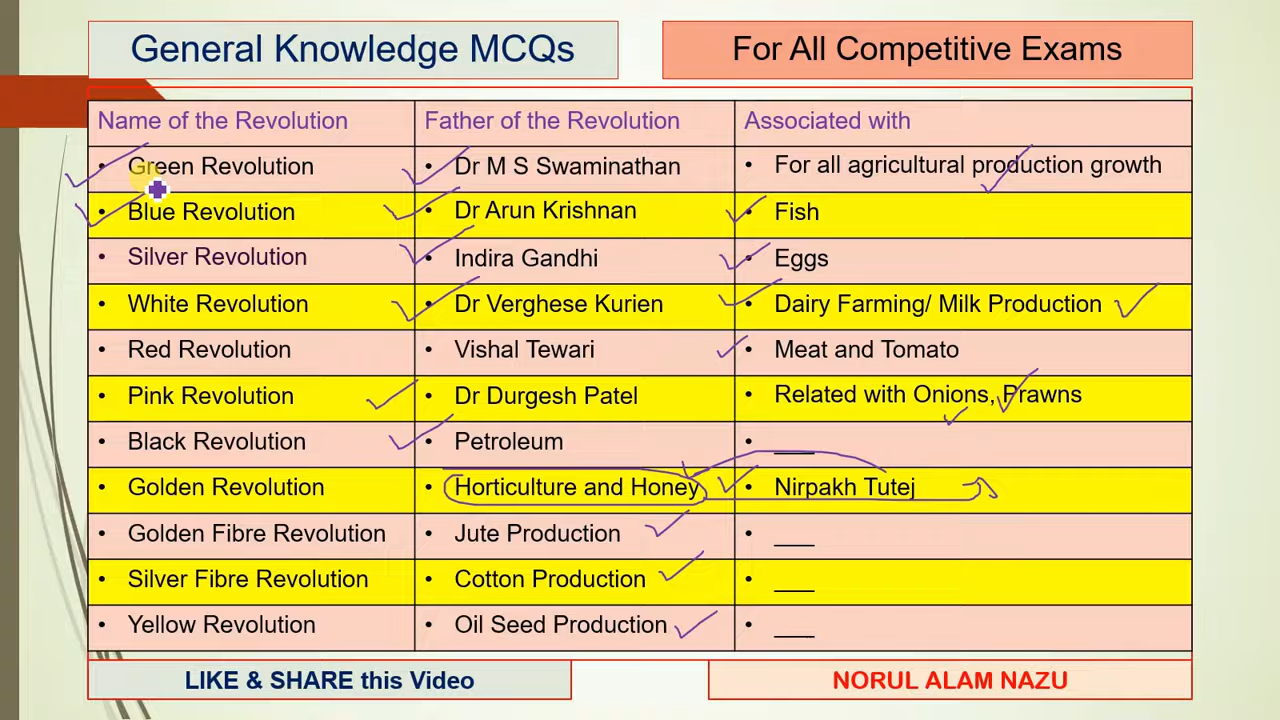 General Knowledge MCQs
For All Competitive Exams
Name of the Revolution Father of the Revolution Associated with
• Green Revolution • Dr M S Swaminathan • For all agricultural production growth
• Blue Revolution • Dr Arun Krishnan • Fish
• Silver Revolution • Indira Gandhi • Eggs
• White Revolution • Dr Verghese Kurien • Dairy Farming/ Milk Production
• Red Revolution • Vishal Tewari • Meat and Tomato
• Pink Revolution • Dr Durgesh Patel • Related with Onions, Prawns
• Black Revolution • Petroleum • ___
• Golden Revolution • Horticulture and Honey • Nirpakh Tutej
• Golden Fibre Revolution • Jute Production • ___
• Silver Fibre Revolution • Cotton Production • ___
• Yellow Revolution • Oil Seed Production • ___
LIKE & SHARE this Video
NORUL ALAM NAZU